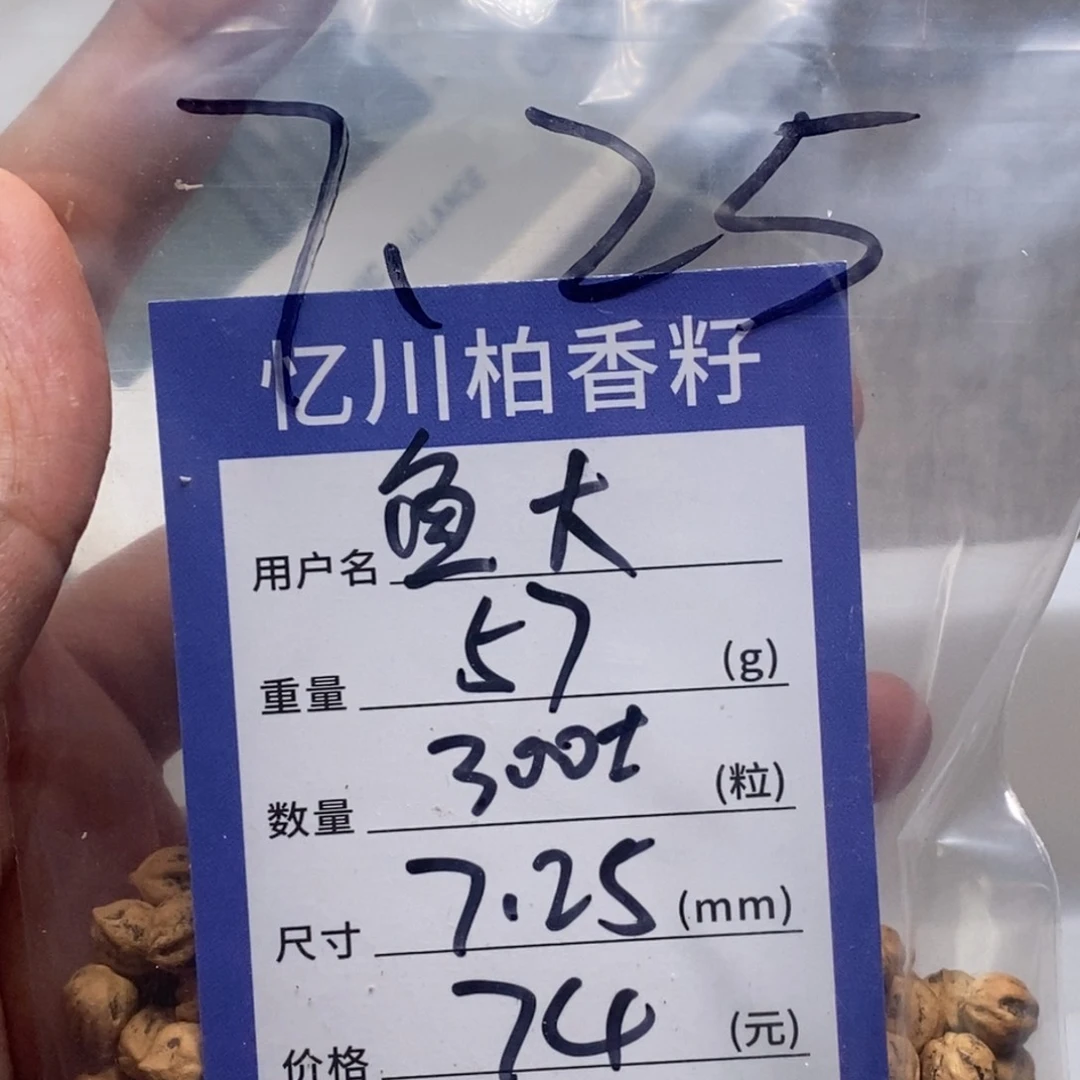 7.25
忆川柏香籽
用户名 鱼大
重量 57 (g)
数量 300t (粒)
尺寸 7.25 (mm)
价格 74 (元)